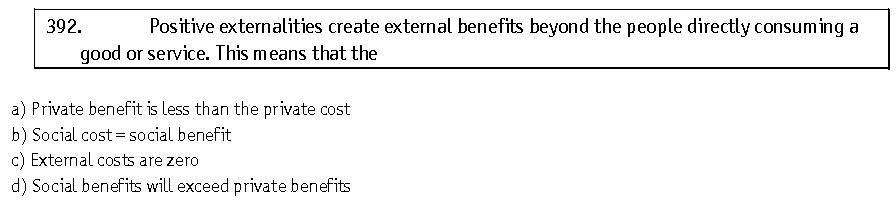 392. Positive externalities create external benefits beyond the people directly consuming a
good or service. This means that the
a) Private benefit is less than the private cost
b) Social cost = social benefit
c) External costs are zero
d) Social benefits will exceed private benefits